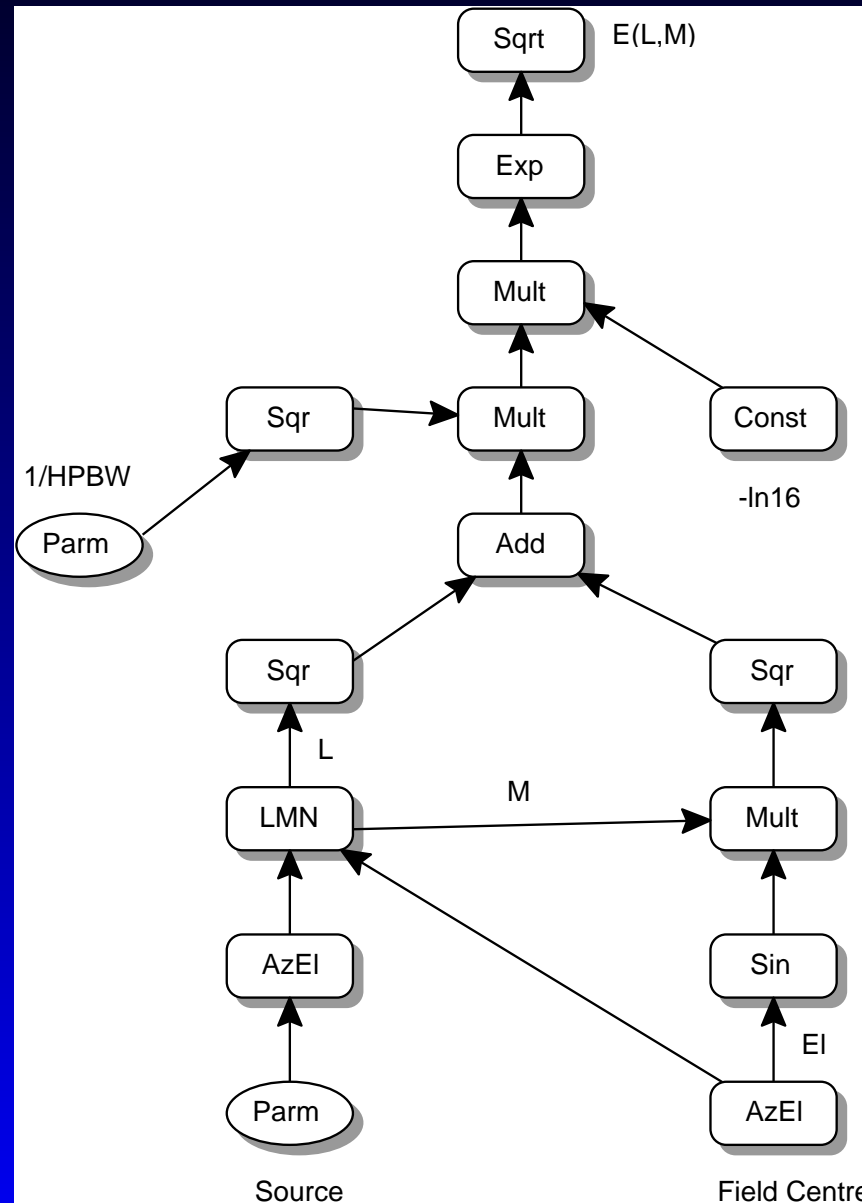 Sqrt
E(L,M)
Exp
Mult
Sqr
Mult
Const
1/HPBW
-ln16
Parm
Add
Sqr
Sqr
L
M
LMN
Mult
AzEl
Sin
El
Parm
AzEl
Source
Field Centre